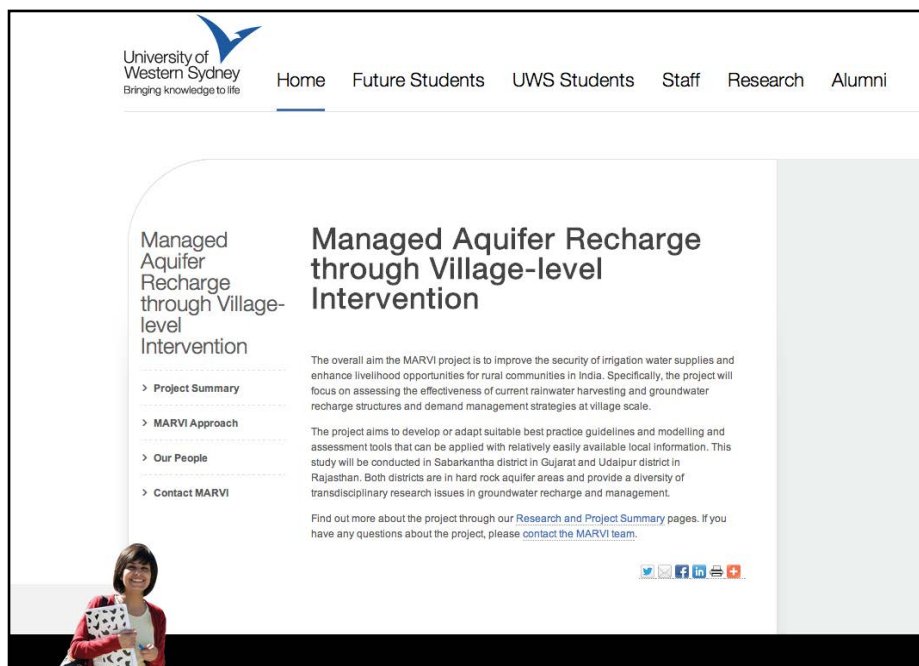 University of
Western Sydney
Bringing knowledge to life
Home Future Students UWS Students Staff Research Alumni
Managed
Aquifer
Recharge
through Village-
level
Intervention
> Project Summary
> MARVI Approach
> Our People
> Contact MARVI
Managed Aquifer Recharge
through Village-level
Intervention
The overall aim the MARVI project is to improve the security of irrigation water supplies and
enhance livelihood opportunities for rural communities in India. Specifically, the project will
focus on assessing the effectiveness of current rainwater harvesting and groundwater
recharge structures and demand management strategies at village scale.
The project aims to develop or adapt suitable best practice guidelines and modelling and
assessment tools that can be applied with relatively easily available local information. This
study will be conducted in Sabarkantha district in Gujarat and Udaipur district in
Rajasthan. Both districts are in hard rock aquifer areas and provide a diversity of
transdisciplinary research issues in groundwater recharge and management.
Find out more about the project through our Research and Project Summary pages. If you
have any questions about the project, please contact the MARVI team.